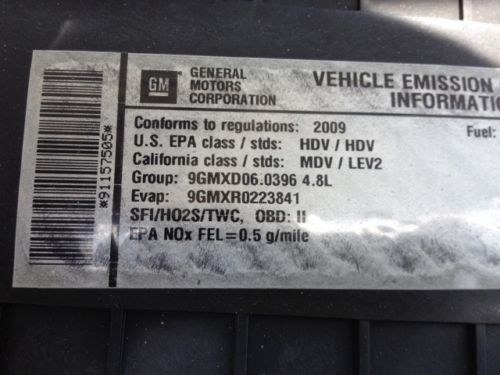 *91157505*
GM
GENERAL
MOTORS
CORPORATION
VEHICLE EMISSION
INFORMATI
Conforms to regulations: 2009
Fuel:
U.S. EPA class / stds: HDV / HDV
California class / stds: MDV / LEV2
Group: 9GMXD06.0396 4.8L
Evap: 9GMXR0223841
SFI/HO2S/TWC, OBD: II
EPA NOx FEL=0.5 g/mile